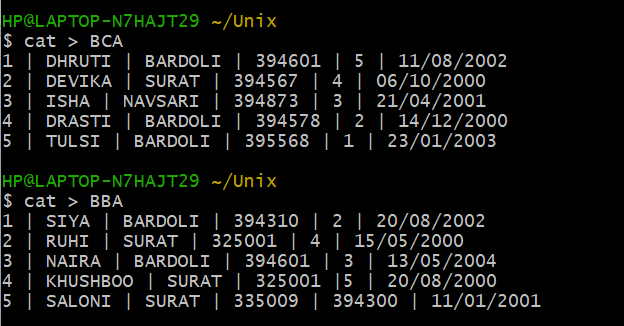 HP@LAPTOP-N7HAJT29 ~/Unix
$ cat > BCA
1 | DHRUTI | BARDOLI | 394601 | 5 | 11/08/2002
2 | DEVIKA | SURAT | 394567 | 4 | 06/10/2000
3 | ISHA | NAVSARI | 394873 | 3 | 21/04/2001
4 | DRASTI | BARDOLI | 394578 | 2 | 14/12/2000
5 | TULSI | BARDOLI | 395568 | 1 | 23/01/2003
HP@LAPTOP-N7HAJT29 ~/Unix
$ cat > BBA
1 | SIYA | BARDOLI | 394310 | 2 | 20/08/2002
2 | RUHI | SURAT | 325001 | 4 | 15/05/2000
3 | NAIRA | BARDOLI | 394601 | 3 | 13/05/2004
4 | KHUSHBOO | SURAT | 325001 |5 | 20/08/2000
5 | SALONI | SURAT | 335009 | 394300 | 11/01/2001